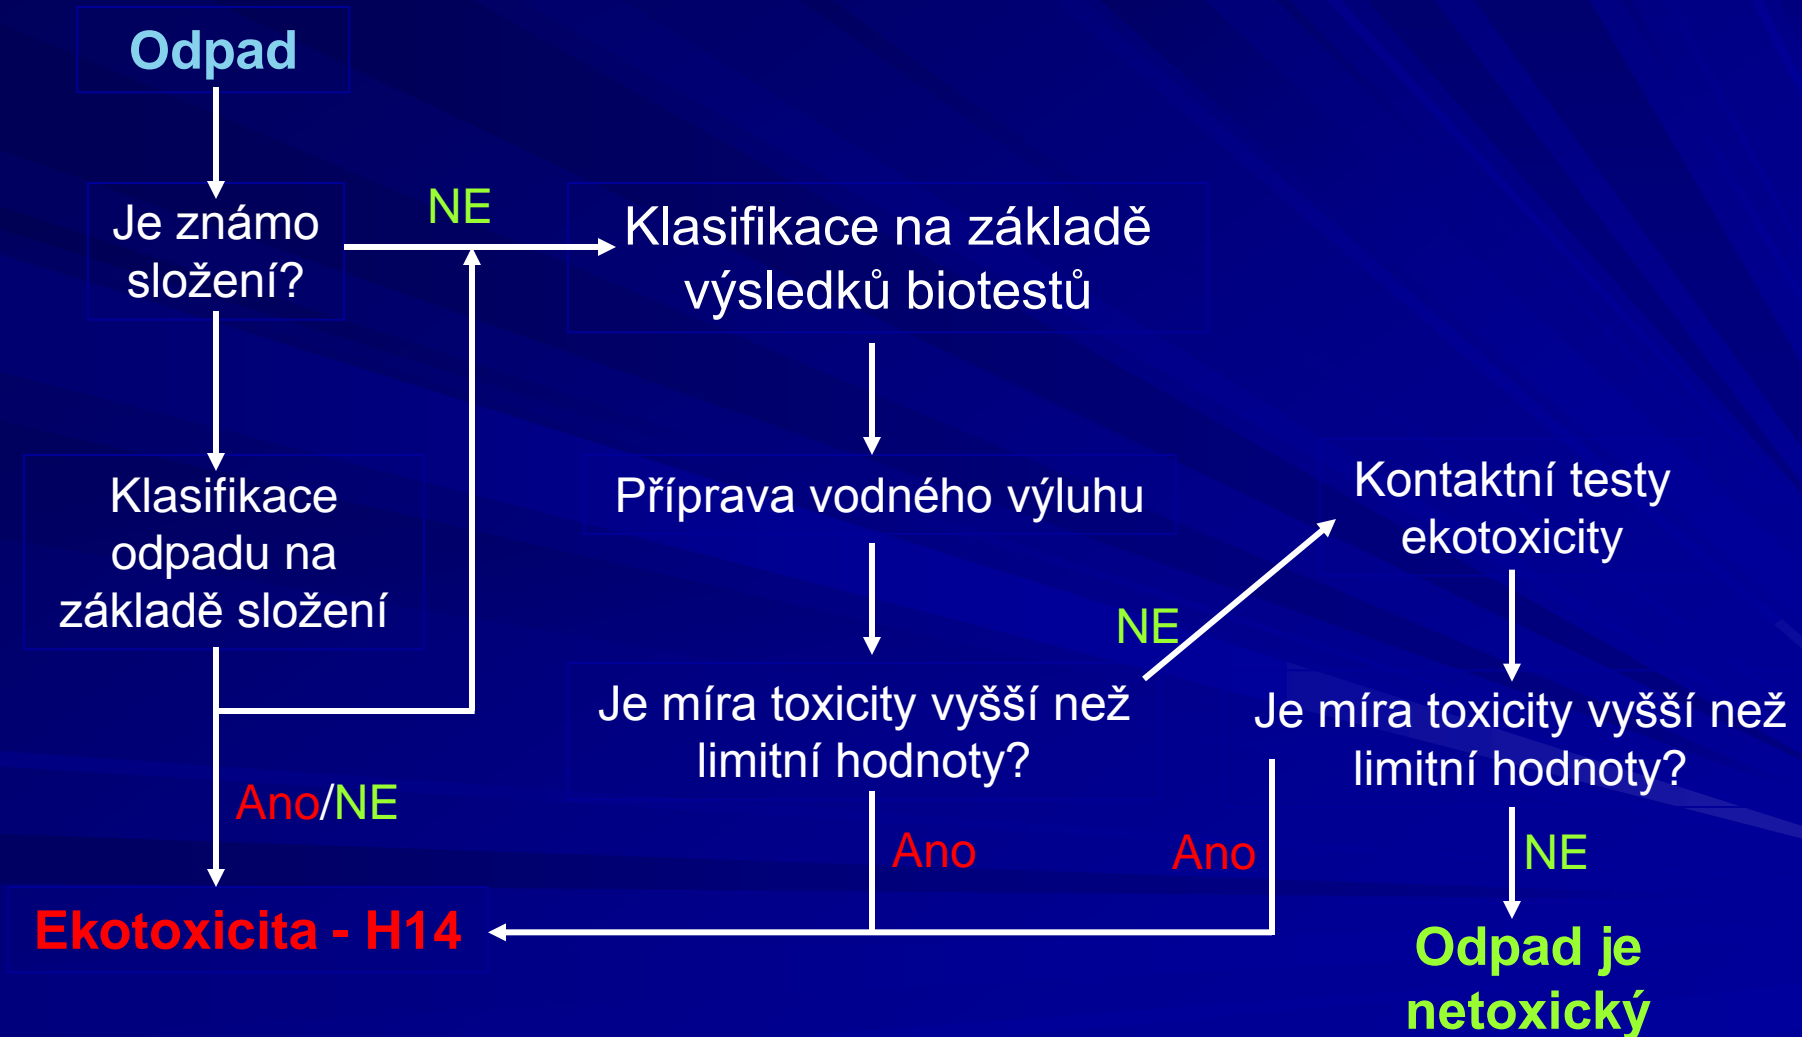 Odpad
Je známo
složení?
NE
Klasifikace na základě
výsledků biotestů
Klasifikace
odpadu na
základě složení
Příprava vodného výluhu
Kontaktní testy
ekotoxicity
NE
Je míra toxicity vyšší než
limitní hodnoty?
Je míra toxicity vyšší než
limitní hodnoty?
Ano/NE
Ano
Ano
NE
Ekotoxicita - H14
Odpad je
netoxický